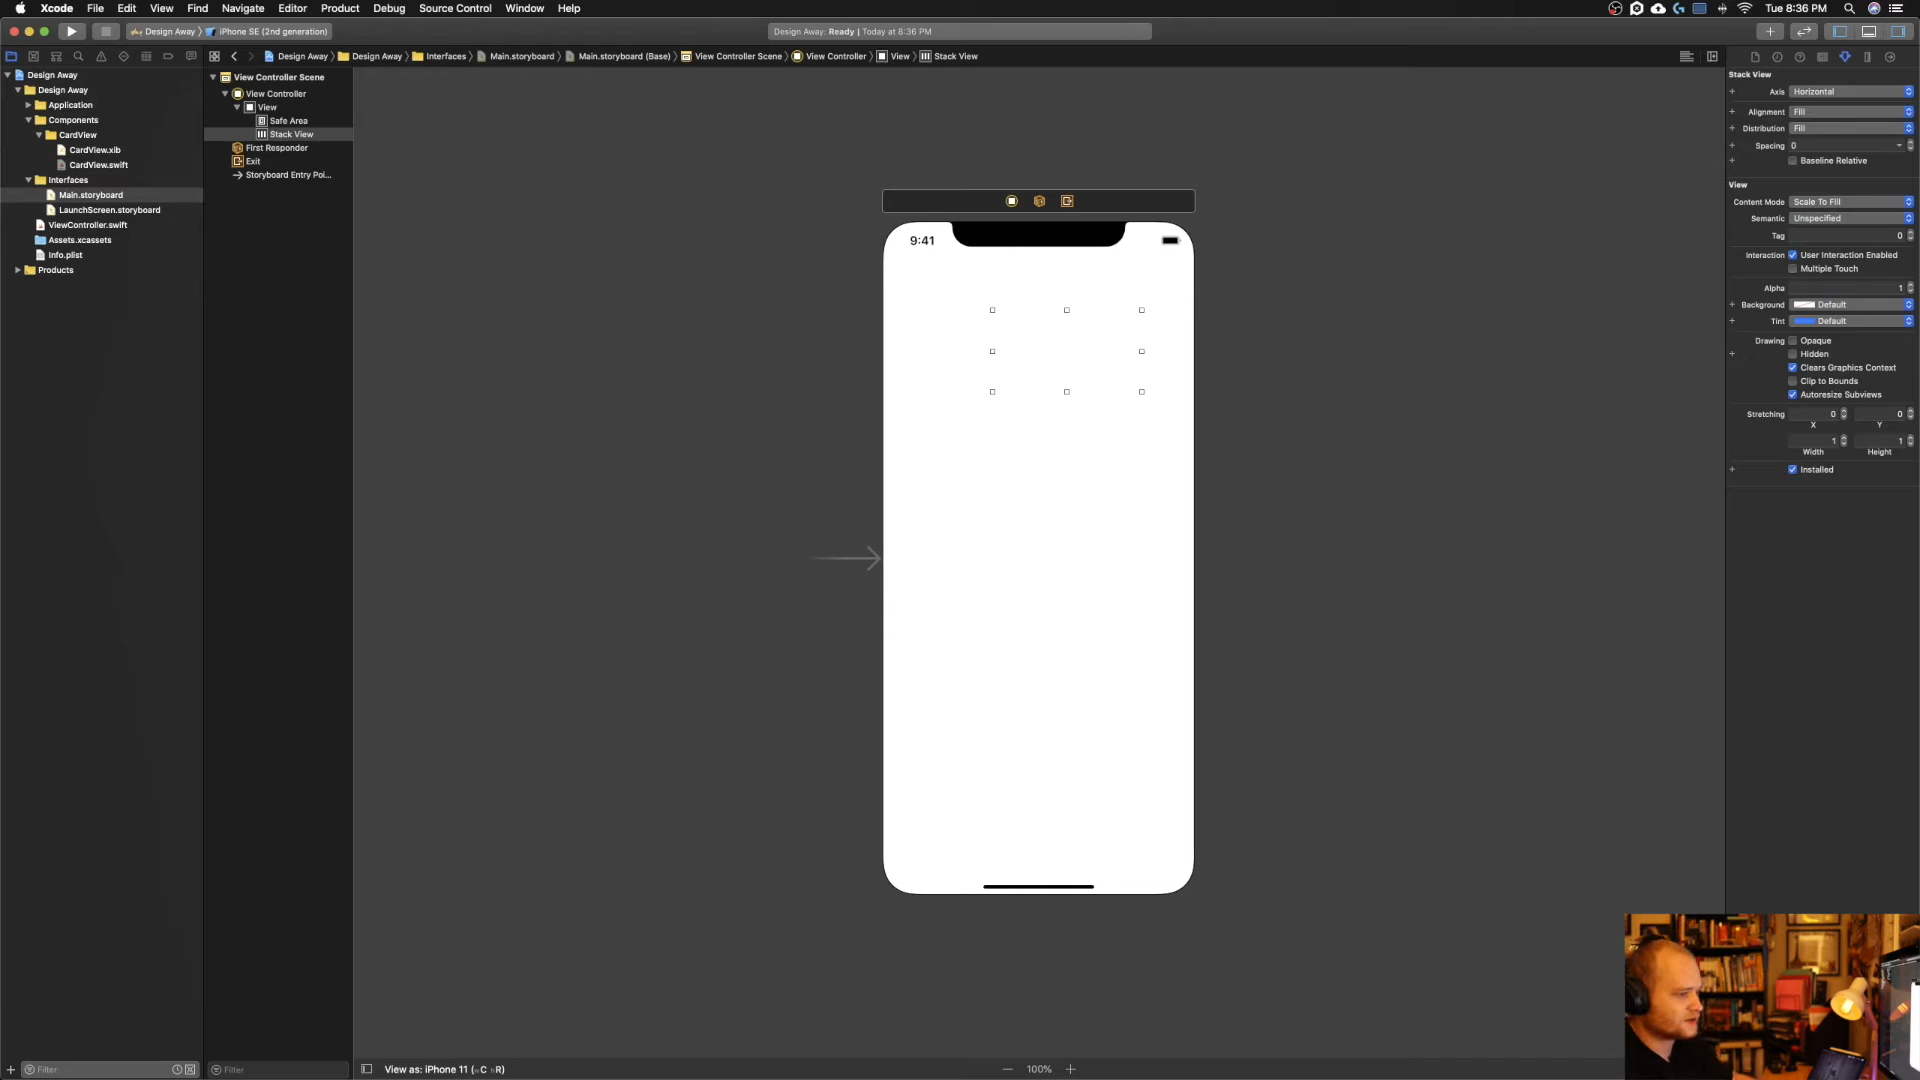 Xcode File Edit View Find Navigate Editor Product Debug Source Control Window Help Tue 8:36 PM
Design Away 〉 iPhone SE (2nd generation)
Design Away: Ready | Today at 8:36 PM
Design Away 〉 Design Away 〉 Interfaces 〉 Main.storyboard 〉 Main.storyboard (Base) 〉 View Controller Scene 〉 View Controller 〉 View 〉 Stack View
Design Away
Design Away
Application
Components
CardView
CardView.xib
CardView.swift
Interfaces
Main.storyboard
LaunchScreen.storyboard
ViewController.swift
Assets.xcassets
Info.plist
Products
View Controller Scene
View Controller
View
Safe Area
Stack View
First Responder
Exit
Storyboard Entry Poi...
9:41
Stack View
Axis Horizontal
Alignment Fill
Distribution Fill
Spacing 0
Baseline Relative
View
Content Mode Scale To Fill
Semantic Unspecified
Tag 0
Interaction User Interaction Enabled
Multiple Touch
Alpha 1
Background Default
Tint Default
Drawing Opaque
Hidden
Clears Graphics Context
Clip to Bounds
Autoresize Subviews
Stretching 0 0
X Y
1 1
Width Height
Installed
Filter
Filter
View as: iPhone 11 (wC hR)
100%